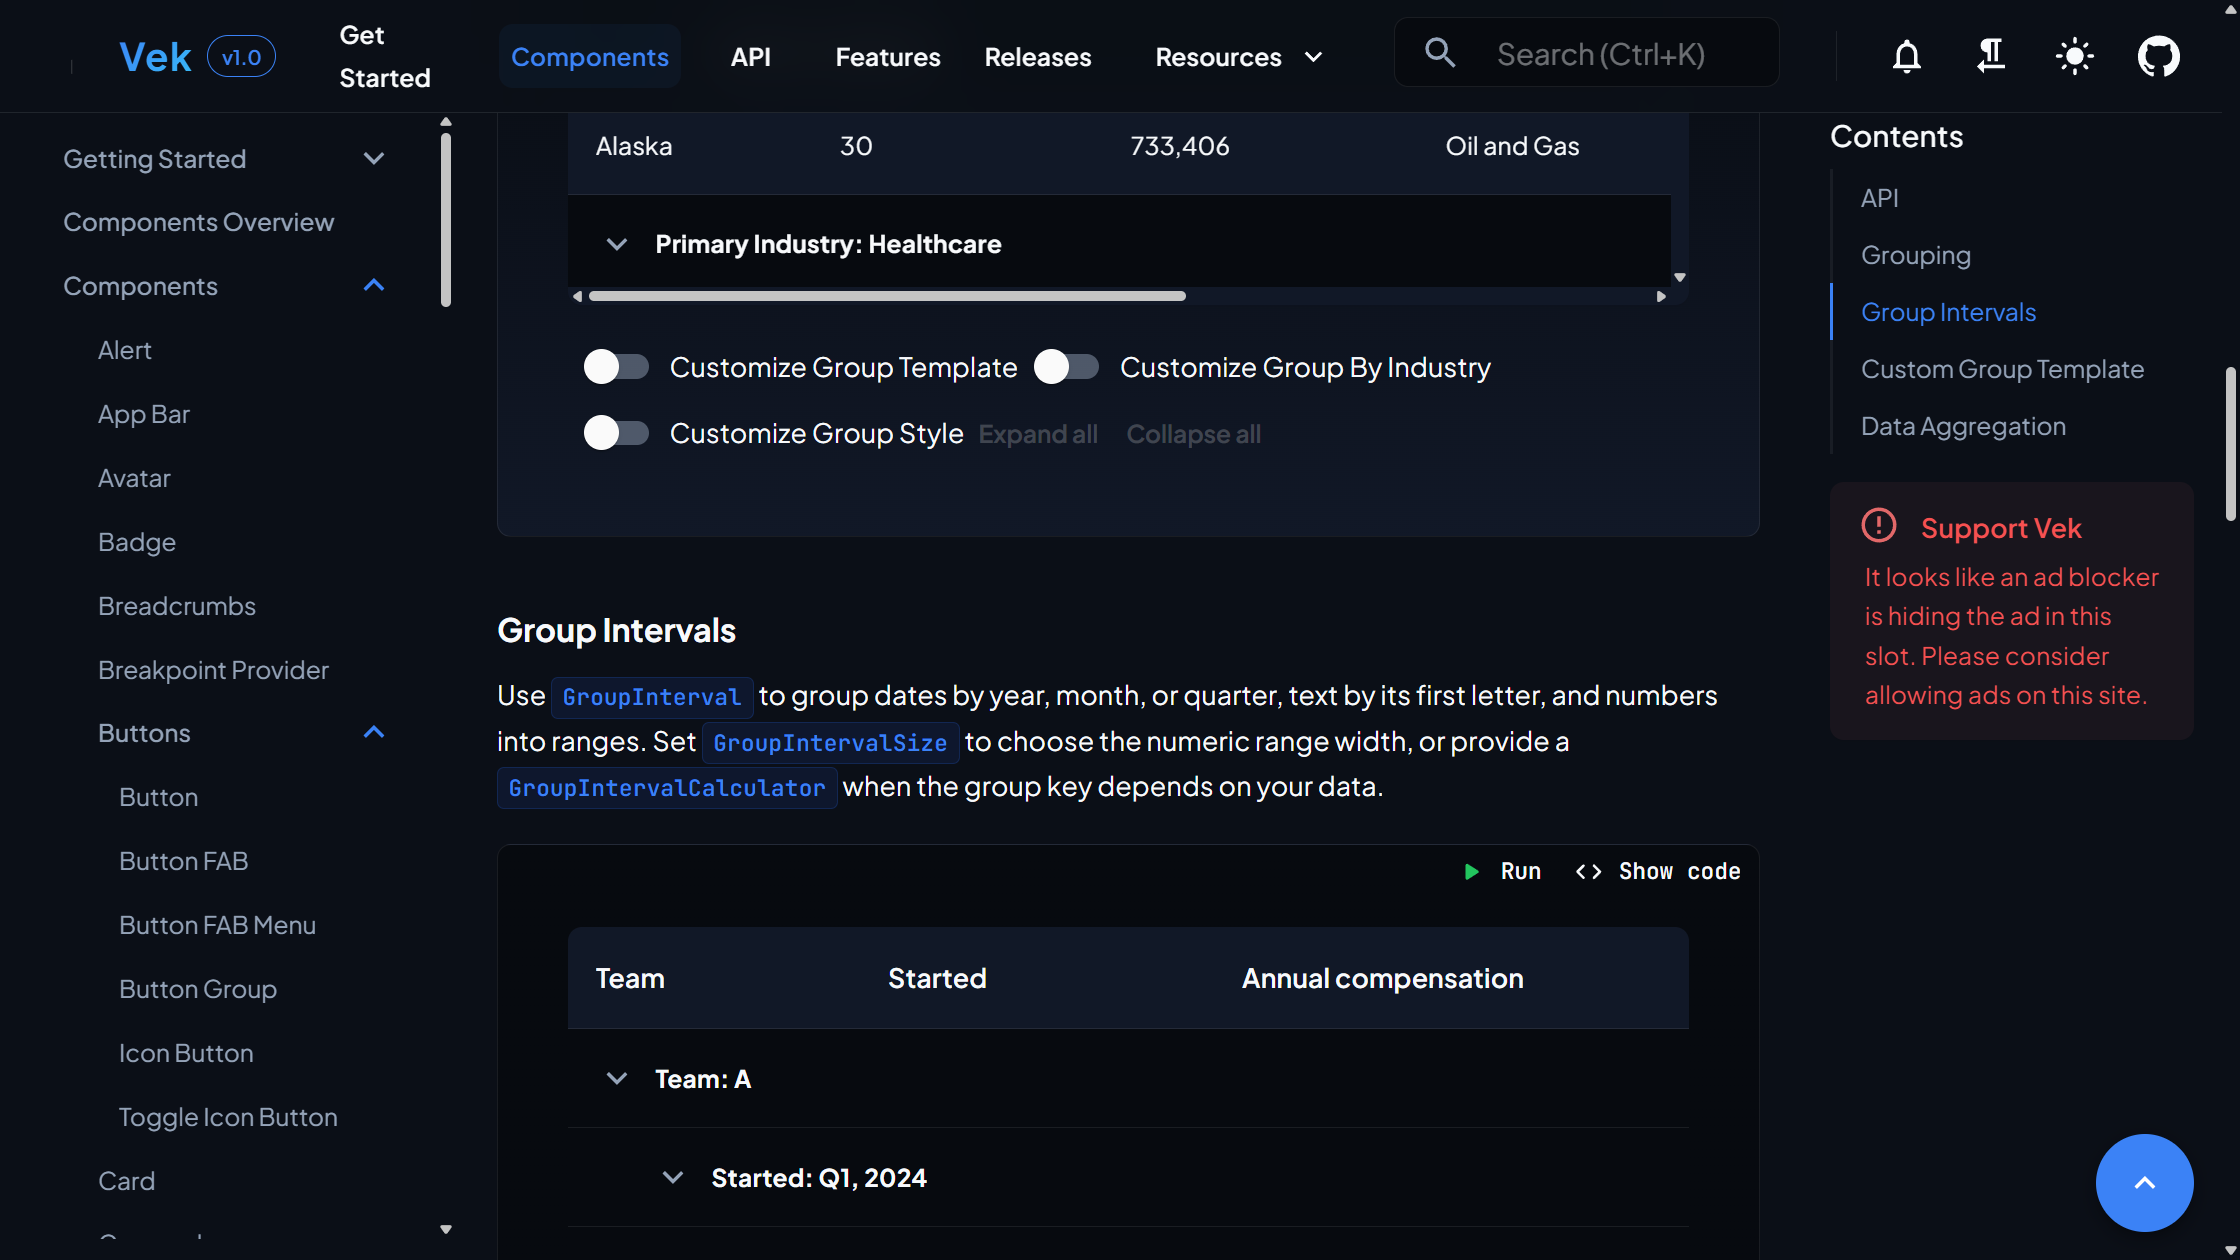 Vek
v1.0
Get
Started
Components
API
Features
Releases
Resources
Search (Ctrl+K)
Getting Started
Components Overview
Components
Alert
App Bar
Avatar
Badge
Breadcrumbs
Breakpoint Provider
Buttons
Button
Button FAB
Button FAB Menu
Button Group
Icon Button
Toggle Icon Button
Card
Alaska 30 733,406 Oil and Gas
Primary Industry: Healthcare
Customize Group Template Customize Group By Industry
Customize Group Style Expand all Collapse all
Group Intervals
Use GroupInterval to group dates by year, month, or quarter, text by its first letter, and numbers
into ranges. Set GroupIntervalSize to choose the numeric range width, or provide a
GroupIntervalCalculator when the group key depends on your data.
Run <> Show code
Team Started Annual compensation
Team: A
Started: Q1, 2024
Contents
API
Grouping
Group Intervals
Custom Group Template
Data Aggregation
Support Vek
It looks like an ad blocker
is hiding the ad in this
slot. Please consider
allowing ads on this site.